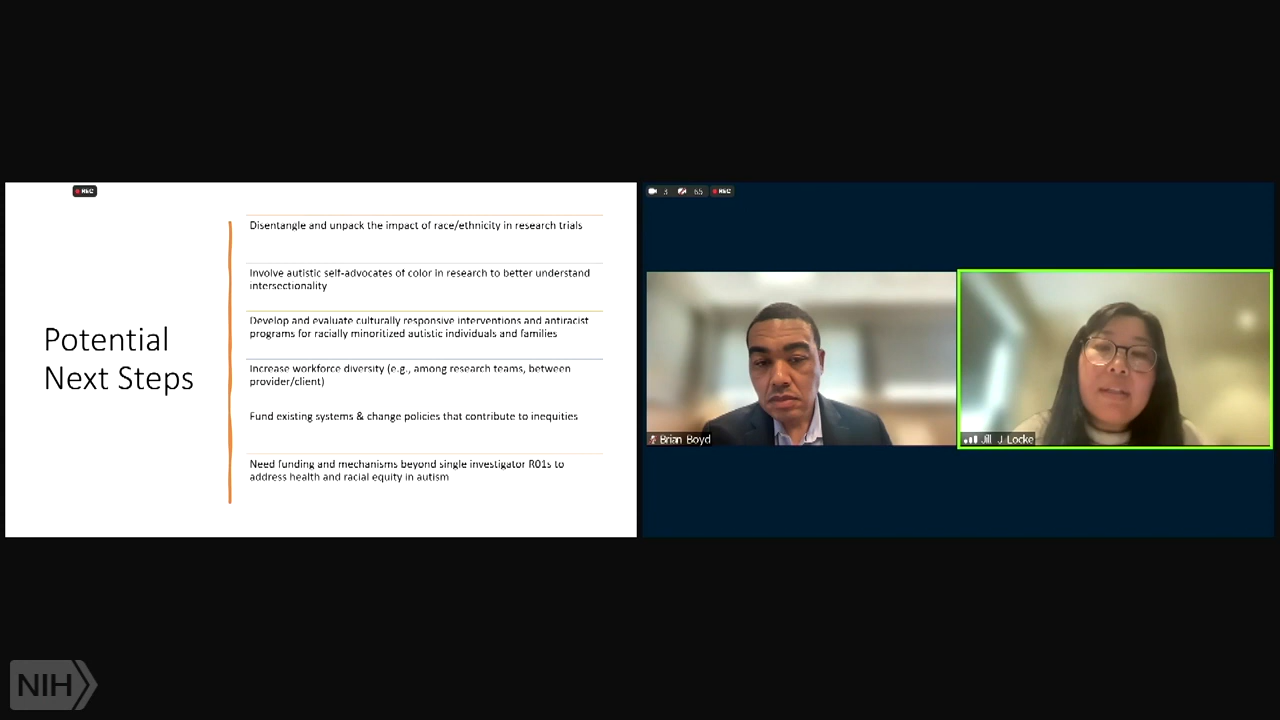 REC
Potential
Next Steps
Disentangle and unpack the impact of race/ethnicity in research trials
Involve autistic self-advocates of color in research to better understand
intersectionality
Develop and evaluate culturally responsive interventions and antiracist
programs for racially minoritized autistic individuals and families
Increase workforce diversity (e.g., among research teams, between
provider/client)
Fund existing systems & change policies that contribute to inequities
Need funding and mechanisms beyond single investigator R01s to
address health and racial equity in autism
3 65 REC
Brian Boyd
Jill J Locke
NIH